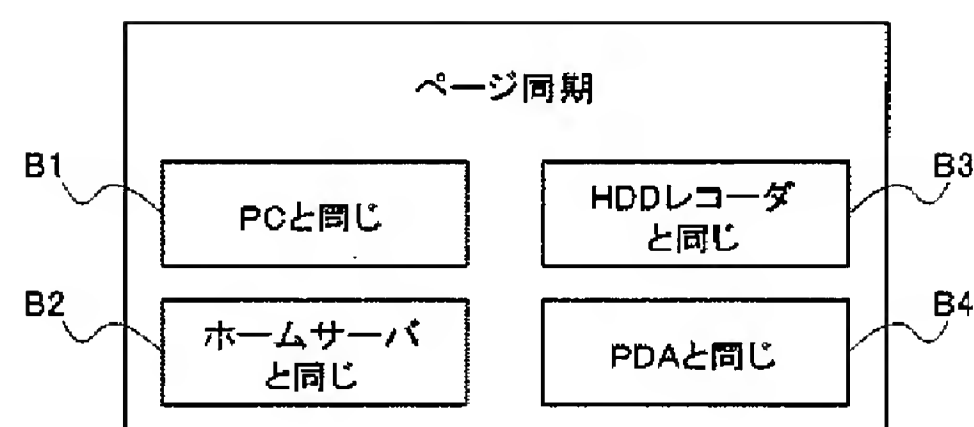 ページ同期
B1
PCと同じ
HDDレコーダ
と同じ
B3
B2
ホームサーバ
と同じ
PDAと同じ
B4